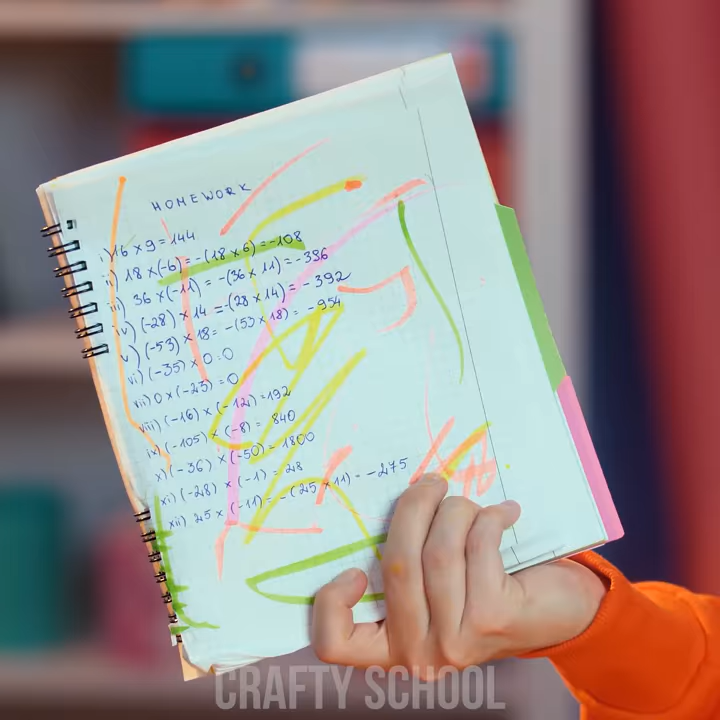 HOMEWORK
i) 16 × 9 = 144
ii) 18 × (-6) = -(18 × 6) = -108
iii) 36 × (-11) = -(36 × 11) = -396
iv) (-28) × 14 = -(28 × 14) = -392
v) (-53) × 18 = -(53 × 18) = -954
vi) (-35) × 0 = 0
vii) 0 × (-23) = 0
viii) (-16) × (-12) = 192
ix) (-105) × (-8) = 840
x) (-36) × (-50) = 1800
xi) (-28) × (-1) = 28
xii) 25 × (-11) = -(25 × 11) = -275
CRAFTY SCHOOL